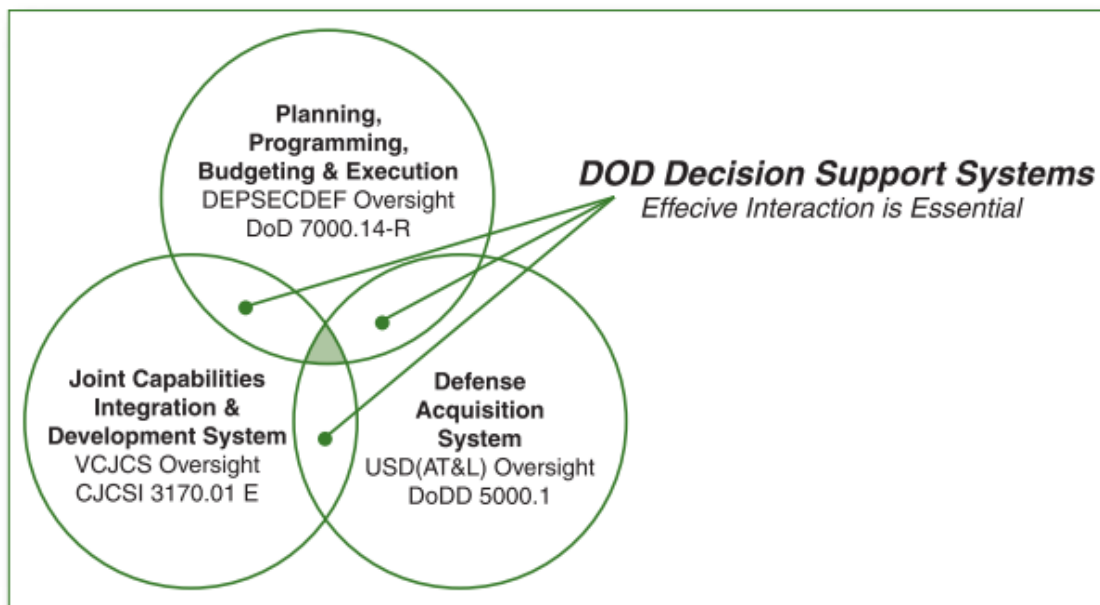 Planning,
Programming,
Budgeting & Execution
DEPSECDEF Oversight
DoD 7000.14-R
DOD Decision Support Systems
Effecive Interaction is Essential
Joint Capabilities
Integration &
Development System
VCJCS Oversight
CJCSI 3170.01 E
Defense
Acquisition
System
USD(AT&L) Oversight
DoDD 5000.1